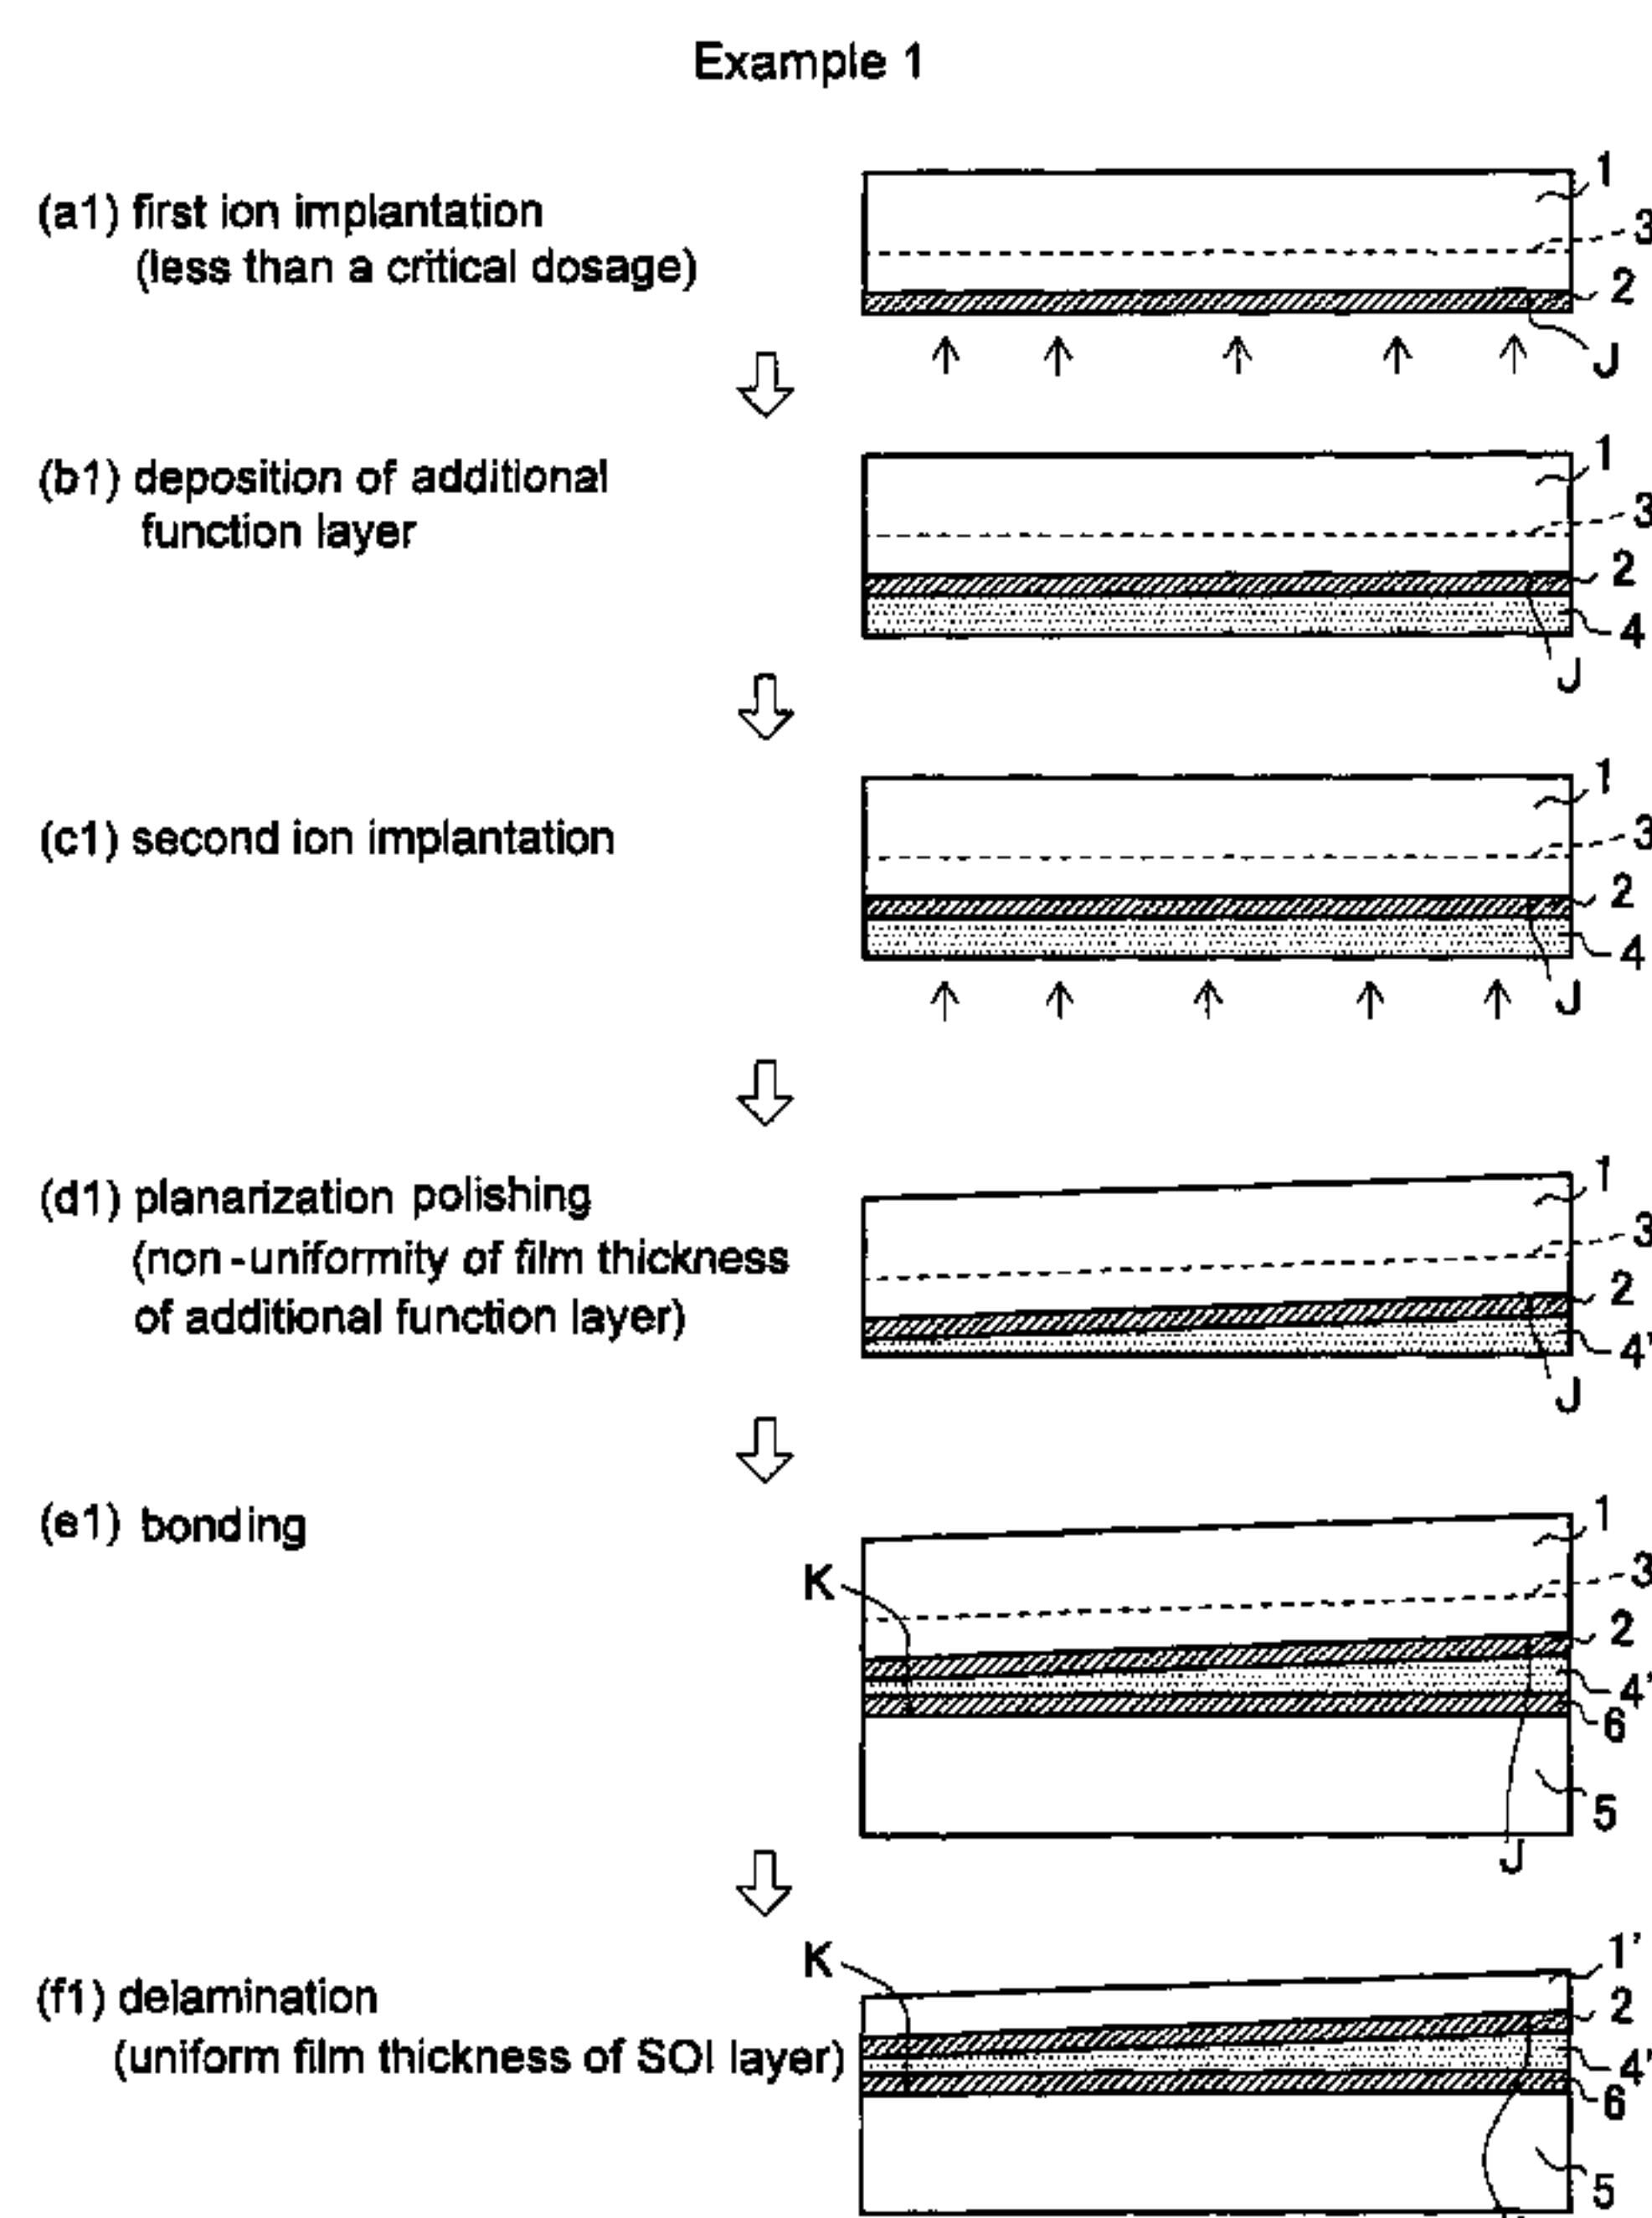 Example 1
(a1) first ion implantation
(less than a critical dosage)
1
3
2
J
(b1) deposition of additional
function layer
1
3
2
4
J
(c1) second ion implantation
1
3
2
4
J
(d1) planarization polishing
(non-uniformity of film thickness
of additional function layer)
1
3
2
4'
J
(e1) bonding
K
1
3
2
4'
6
5
J
(f1) delamination
(uniform film thickness of SOI layer)
K
1'
2
4'
6
5